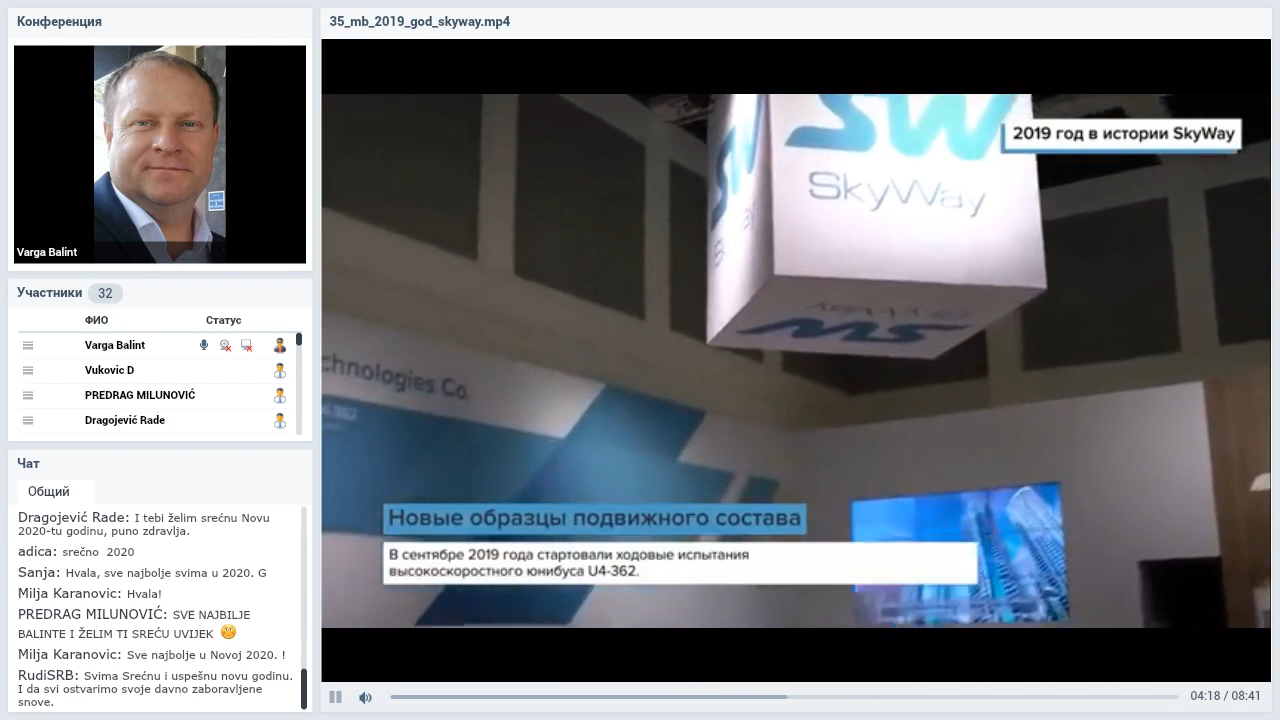 Конференция
Varga Balint
Участники 32
ФИО Статус
Varga Balint
Vukovic D
PREDRAG MILUNOVIĆ
Dragojević Rade
Чат
Общий
Dragojević Rade: I tebi želim srećnu Novu
2020-tu godinu, puno zdravlja.
adica: srečno 2020
Sanja: Hvala, sve najbolje svima u 2020. G
Milja Karanovic: Hvala!
PREDRAG MILUNOVIĆ: SVE NAJBILJE
BALINTE I ŽELIM TI SREĆU UVIJEK
Milja Karanovic: Sve najbolje u Novoj 2020. !
RudiSRB: Svima Srećnu i uspešnu novu godinu.
I da svi ostvarimo svoje davno zaboravljene
snove.
35_mb_2019_god_skyway.mp4
SW
2019 год в истории SkyWay
SkyWay
chnologies Co.
Новые образцы подвижного состава
В сентябре 2019 года стартовали ходовые испытания
высокоскоростного юнибуса U4-362.
04:18 / 08:41